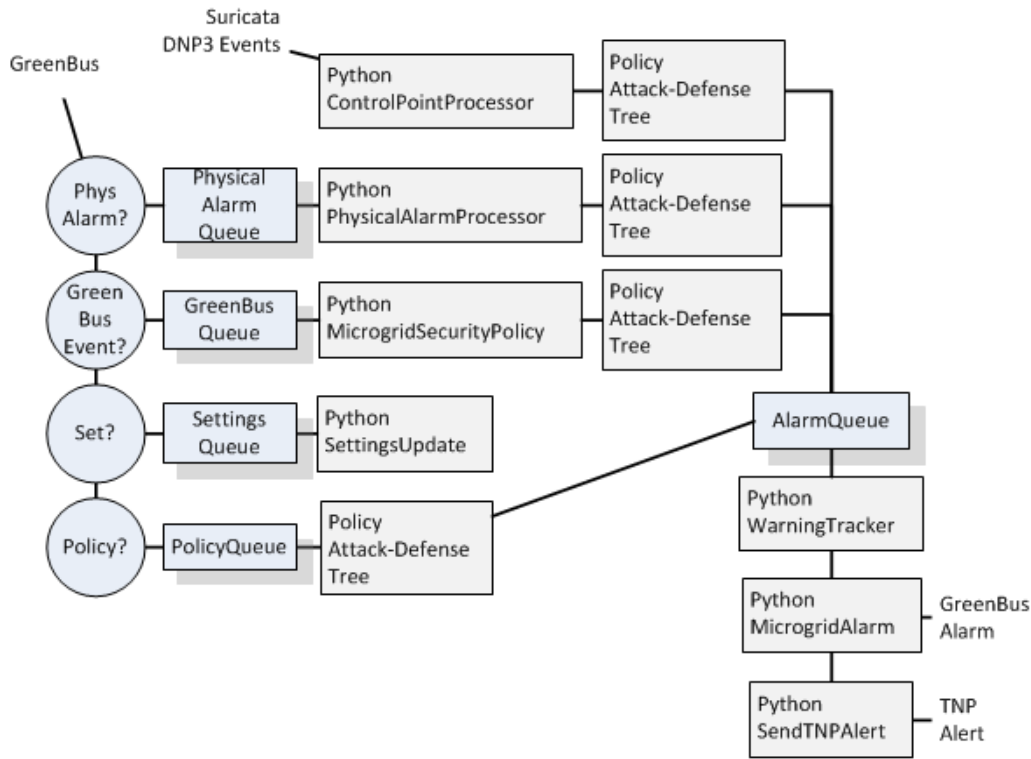 Suricata
DNP3 Events
GreenBus
Python
ControlPointProcessor
Policy
Attack-Defense
Tree
Phys
Alarm?
Physical
Alarm
Queue
Python
PhysicalAlarmProcessor
Policy
Attack-Defense
Tree
Green
Bus
Event?
GreenBus
Queue
Python
MicrogridSecurityPolicy
Policy
Attack-Defense
Tree
Set?
Settings
Queue
Python
SettingsUpdate
AlarmQueue
Policy?
PolicyQueue
Policy
Attack-Defense
Tree
Python
WarningTracker
Python
MicrogridAlarm
GreenBus
Alarm
Python
SendTNPAlert
TNP
Alert